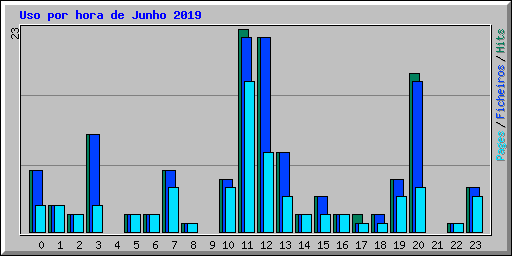 Uso por hora de Junho 2019
23
Pages / Ficheiros / Hits
0 1 2 3 4 5 6 7 8 9 10 11 12 13 14 15 16 17 18 19 20 21 22 23